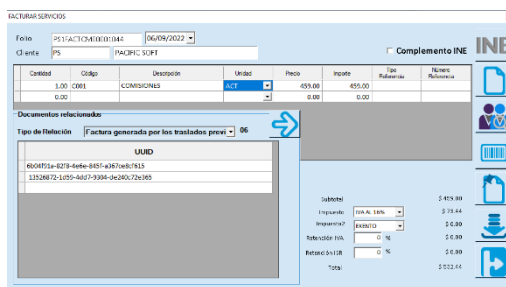 FACTURAR SERVICIOS
Folio PS1FACTCME0001044 06/09/2022
Cliente PS PACIFIC SOFT Complemento INE INE
Cantidad Código Descripción Unidad Precio Importe Tipo Referencia Número Referencia
1.00 C001 COMISIONES ACT 459.00 459.00
0.00 0.00 0.00
Documentos relacionados
Tipo de Relación Factura generada por los traslados previ 06
UUID
6b04f91a-82f8-4e6e-845f-a367ce8cf615
13526872-1d59-4dd7-9304-de240c72e365
Subtotal $ 459.00
Impuesto IVA AL 16% $ 73.44
Impuesto2 EXENTO $ 0.00
Retención IVA 0 % $ 0.00
Retención ISR 0 % $ 0.00
Total $ 532.44